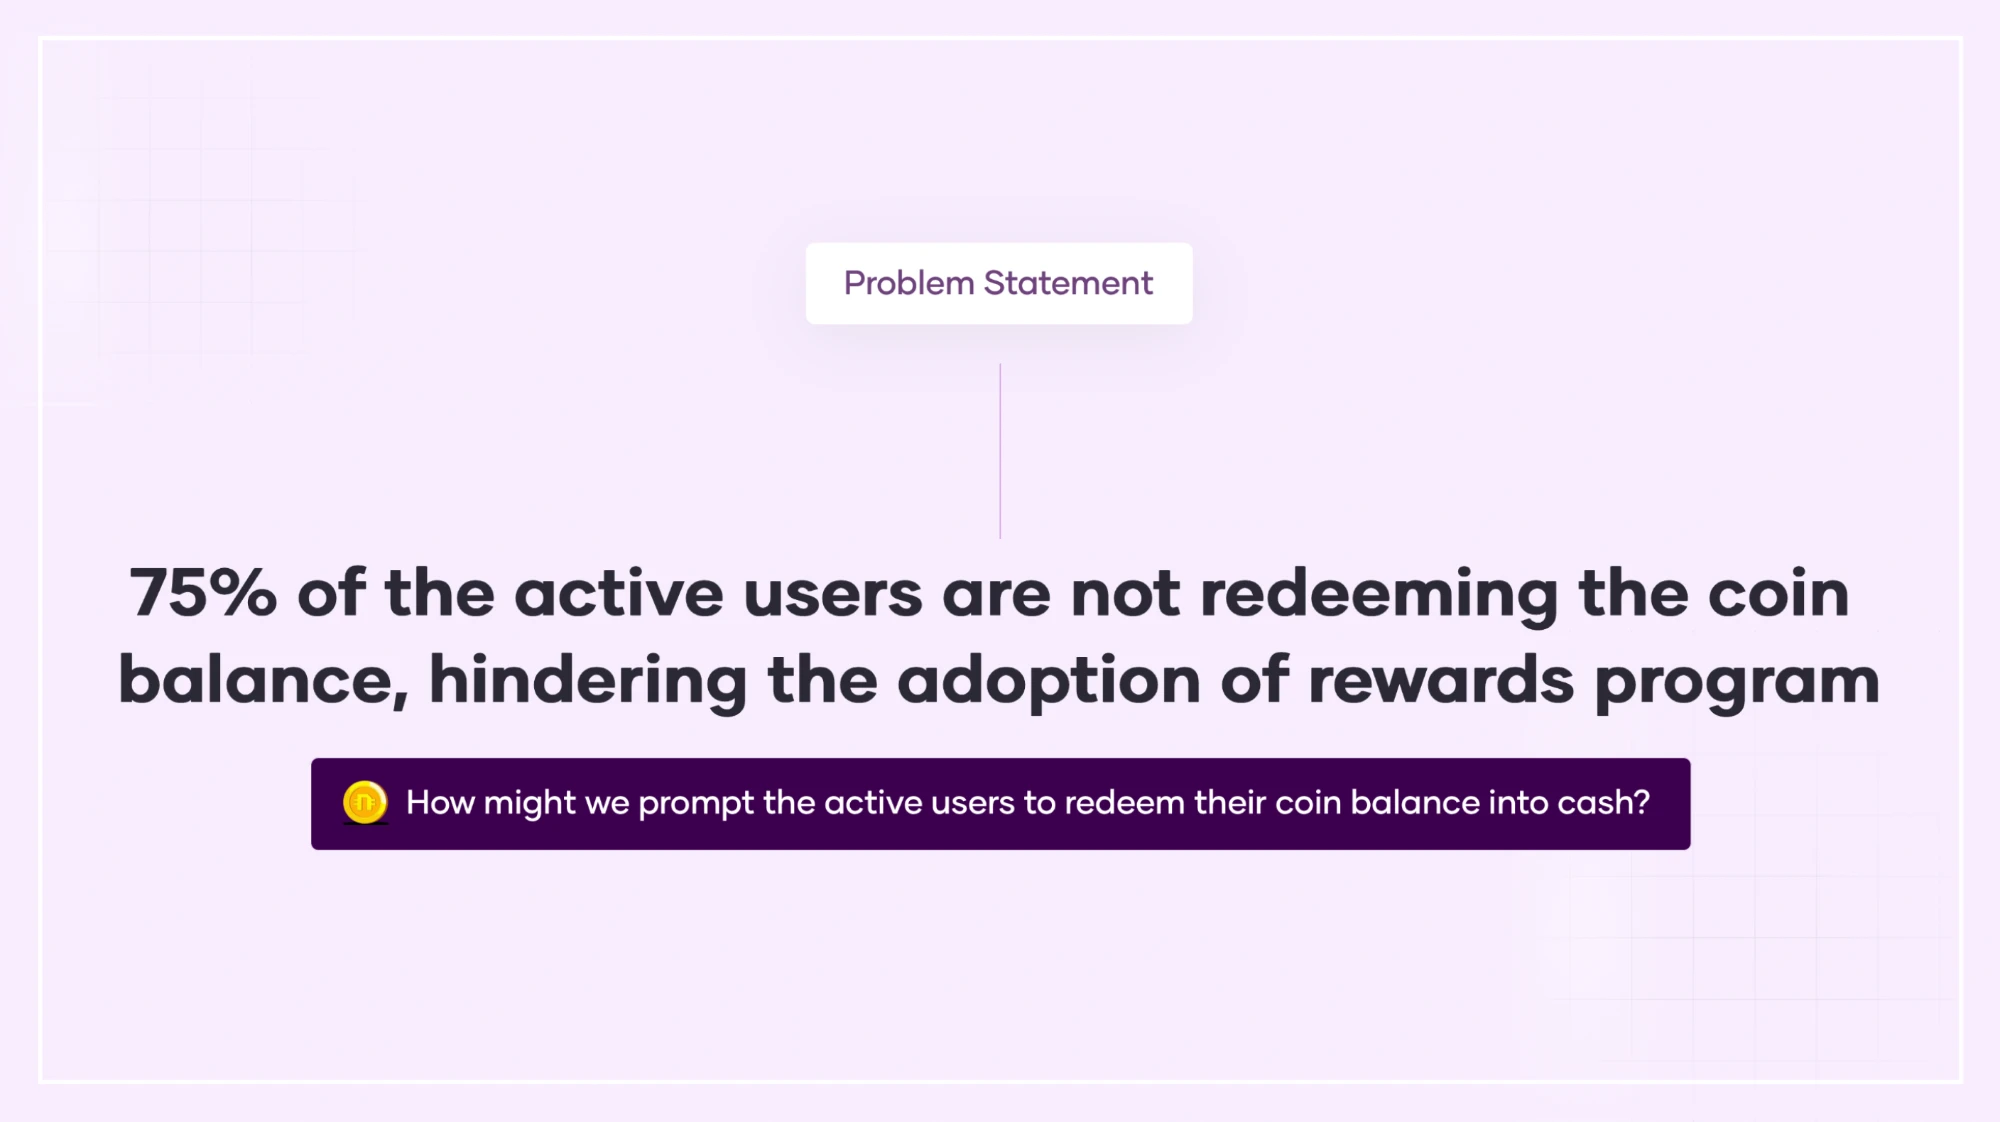 Problem Statement
75% of the active users are not redeeming the coin
balance, hindering the adoption of rewards program
How might we prompt the active users to redeem their coin balance into cash?